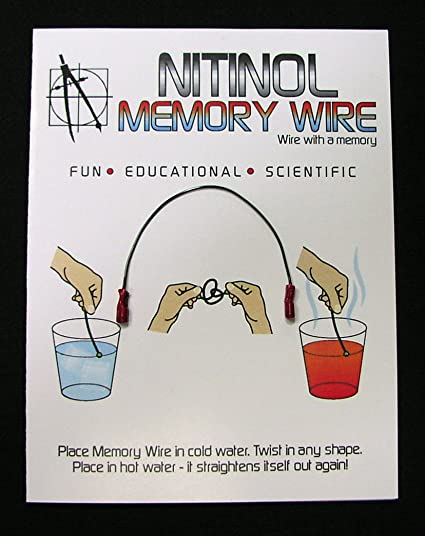 NITINOL
MEMORY WIRE
Wire with a memory
FUN • EDUCATIONAL • SCIENTIFIC
Place Memory Wire in cold water. Twist in any shape.
Place in hot water - it straightens itself out again!